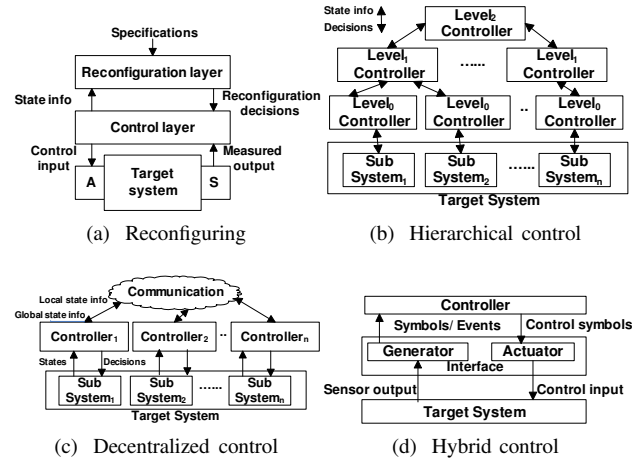 Specifications
Reconfiguration layer
State info
Reconfiguration
decisions
Control layer
Control
input
Measured
output
A
Target
system
S
(a) Reconfiguring
State info
Decisions
Level2
Controller
Level1
Controller
......
Level1
Controller
Level0
Controller
Level0
Controller
..
Level0
Controller
Sub
System1
Sub
System2
......
Sub
Systemn
Target System
(b) Hierarchical control
Communication
Local state info
Global state info
Controller1
Controller2
..
Controllern
States
Decisions
Sub
System1
Sub
System2
......
Sub
Systemn
Target System
(c) Decentralized control
Controller
Symbols/ Events
Control symbols
Generator
Actuator
Interface
Sensor output
Control input
Target System
(d) Hybrid control